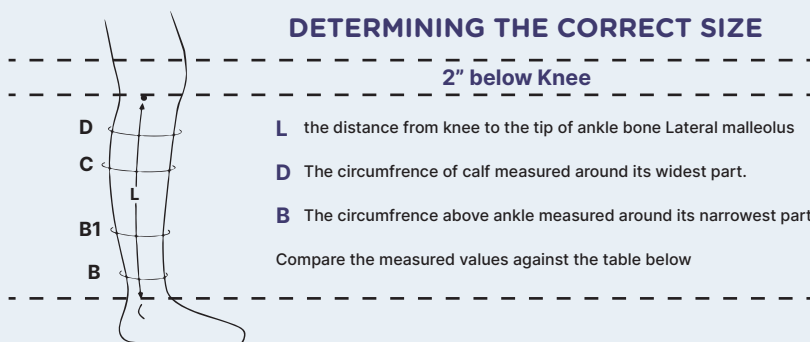 DETERMINING THE CORRECT SIZE
2” below Knee
D
C
L
B1
B
L the distance from knee to the tip of ankle bone Lateral malleolus
D The circumfrence of calf measured around its widest part.
B The circumfrence above ankle measured around its narrowest part
Compare the measured values against the table below